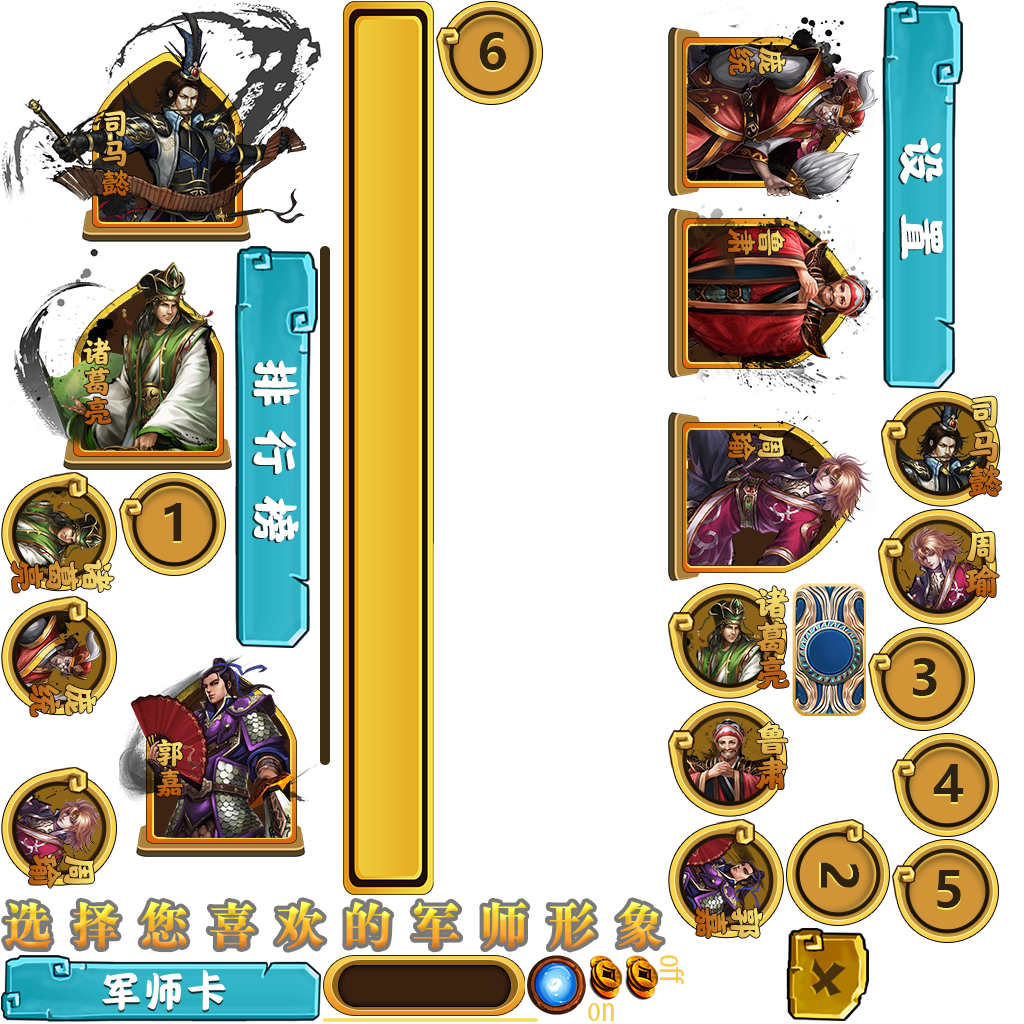 6
庞统
设置
司马懿
鲁肃
诸葛亮
排行榜
司马懿
周瑜
1
诸葛亮
周瑜
诸葛亮
庞统
3
郭嘉
鲁肃
4
周瑜
郭嘉
2
5
选择您喜欢的军师形象
军师卡
on
off
X